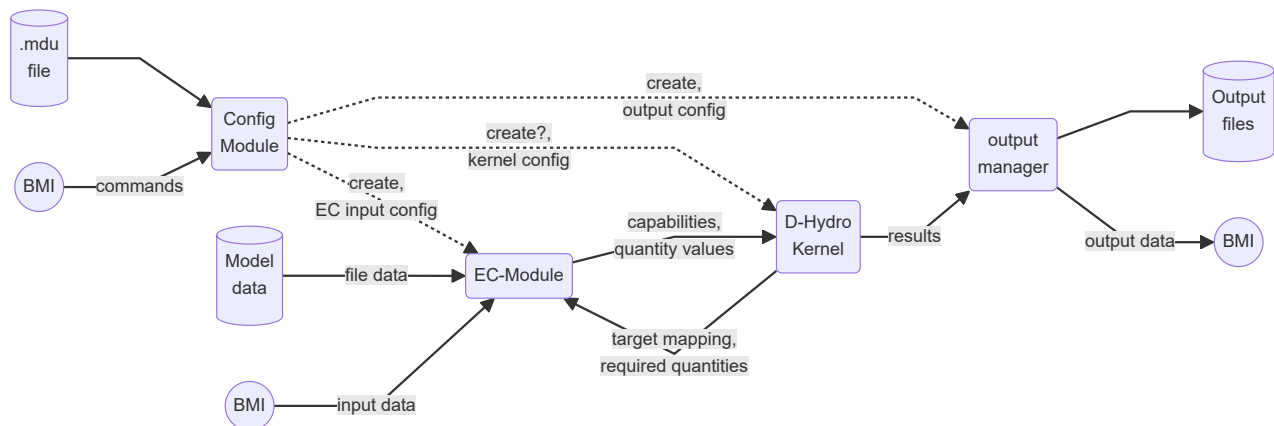 .mdu
file
Config
Module
BMI
commands
create,
output config
create?,
kernel config
create,
EC input config
Model
data
file data
EC-Module
BMI
input data
capabilities,
quantity values
target mapping,
required quantities
D-Hydro
Kernel
results
output
manager
Output
files
output data
BMI